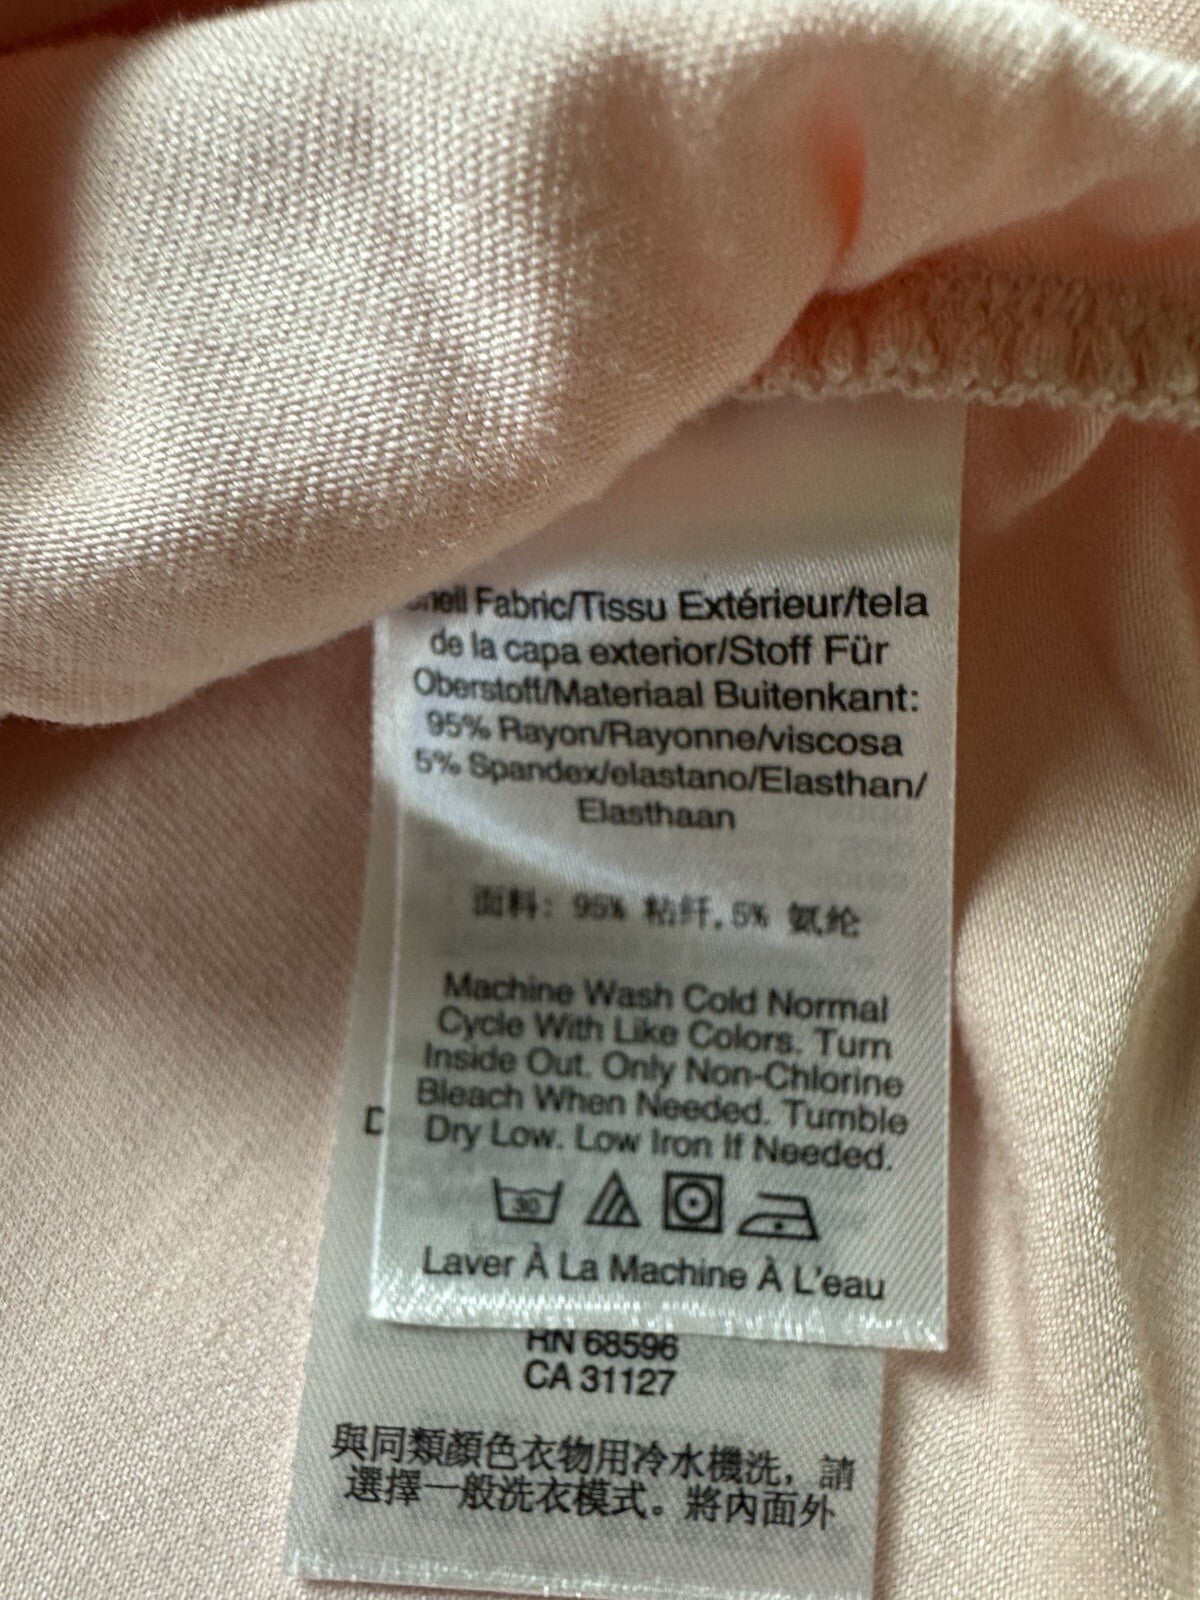 Fabric/Tissu Extérieur/tela
de la capa exterior/Stoff Für
Oberstoff/Materiaal Buitenkant:
95% Rayon/Rayonne/viscosa
5% Spandex/elastano/Elasthan/
Elasthaan
面料: 95% 粘纤,5% 氨纶
Machine Wash Cold Normal
Cycle With Like Colors. Turn
Inside Out. Only Non-Chlorine
Bleach When Needed. Tumble
Dry Low. Low Iron If Needed.
30
Laver À La Machine À L'eau
D
RN 68596
CA 31127
與同類顏色衣物用冷水機洗，請
選擇一般洗衣模式。將內面外